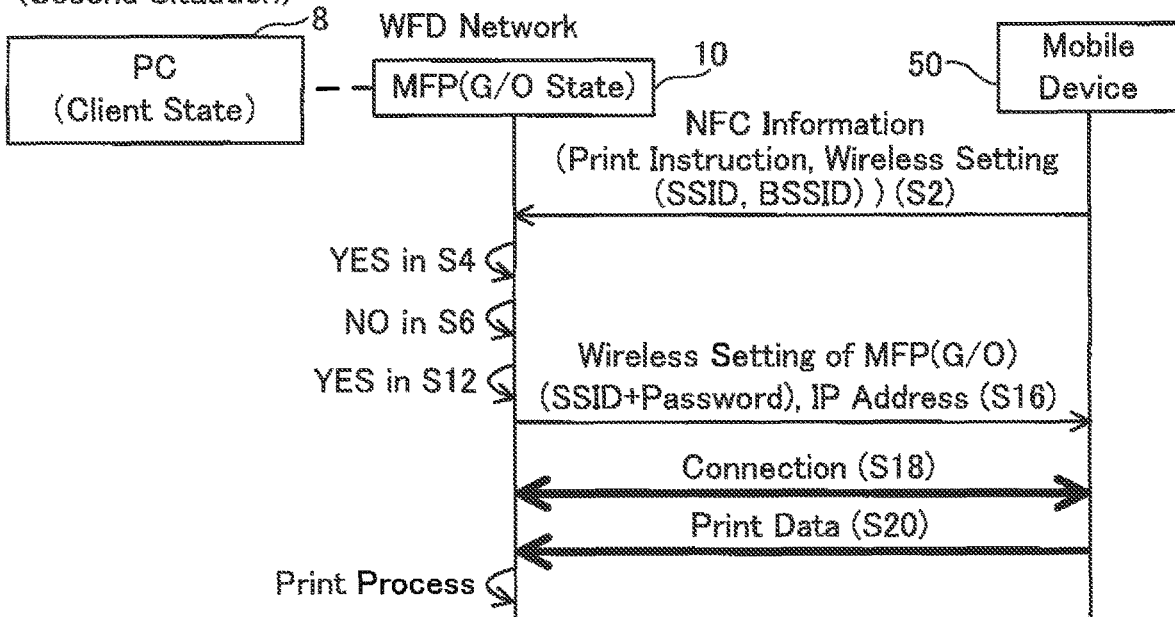 (Second Situation)
8
WFD Network
PC
(Client State)
MFP(G/O State)
10
50
Mobile
Device
NFC Information
(Print Instruction, Wireless Setting
(SSID, BSSID) ) (S2)
YES in S4
NO in S6
YES in S12
Wireless Setting of MFP(G/O)
(SSID+Password), IP Address (S16)
Connection (S18)
Print Data (S20)
Print Process